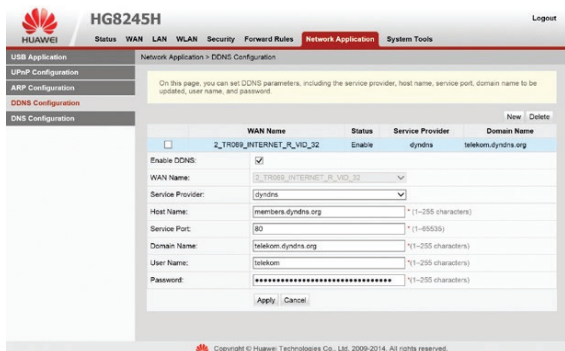 HG8245H
Logout
HUAWEI
Status WAN LAN WLAN Security Forward Rules Network Application System Tools
USB Application
UPnP Configuration
ARP Configuration
DDNS Configuration
DNS Configuration
Network Application > DDNS Configuration
On this page, you can set DDNS parameters, including the service provider, host name, service port, domain name to be
updated, user name, and password.
New Delete
WAN Name Status Service Provider Domain Name
2_TR069_INTERNET_R_VID_32 Enable dyndns telekom.dyndns.org
Enable DDNS:
WAN Name: 2_TR069_INTERNET_R_VID_32
Service Provider: dyndns
Host Name: members.dyndns.org * (1–255 characters)
Service Port: 80 * (1–65535)
Domain Name: telekom.dyndns.org *(1–255 characters)
User Name: telekom *(1–255 characters)
Password: *(1–255 characters)
Apply Cancel
Copyright © Huawei Technologies Co., Ltd. 2009-2014. All rights reserved.